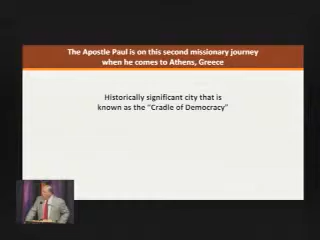 The Apostle Paul is on this second missionary journey
when he comes to Athens, Greece
Historically significant city that is
known as the “Cradle of Democracy”